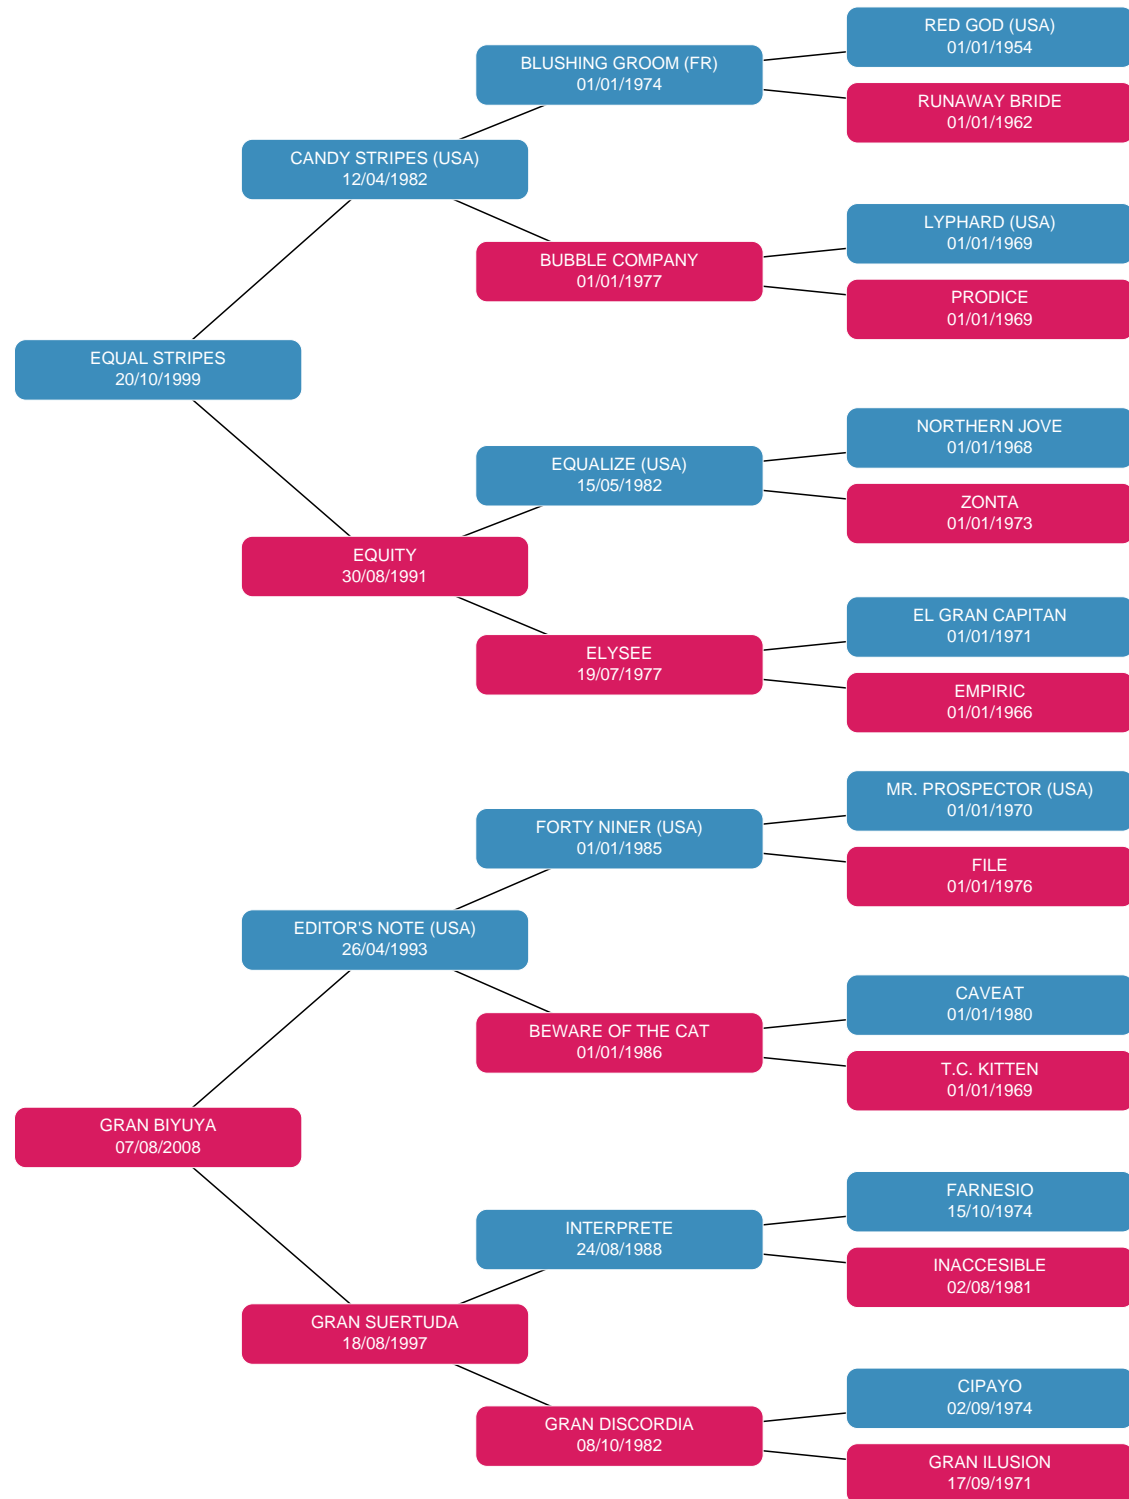 RED GOD (USA)
01/01/1954
BLUSHING GROOM (FR)
01/01/1974
RUNAWAY BRIDE
01/01/1962
CANDY STRIPES (USA)
12/04/1982
LYPHARD (USA)
01/01/1969
BUBBLE COMPANY
01/01/1977
PRODICE
01/01/1969
EQUAL STRIPES
20/10/1999
NORTHERN JOVE
01/01/1968
EQUALIZE (USA)
15/05/1982
ZONTA
01/01/1973
EQUITY
30/08/1991
EL GRAN CAPITAN
01/01/1971
ELYSEE
19/07/1977
EMPIRIC
01/01/1966
MR. PROSPECTOR (USA)
01/01/1970
FORTY NINER (USA)
01/01/1985
FILE
01/01/1976
EDITOR'S NOTE (USA)
26/04/1993
CAVEAT
01/01/1980
BEWARE OF THE CAT
01/01/1986
T.C. KITTEN
01/01/1969
GRAN BIYUYA
07/08/2008
FARNESIO
15/10/1974
INTERPRETE
24/08/1988
INACCESIBLE
02/08/1981
GRAN SUERTUDA
18/08/1997
CIPAYO
02/09/1974
GRAN DISCORDIA
08/10/1982
GRAN ILUSION
17/09/1971